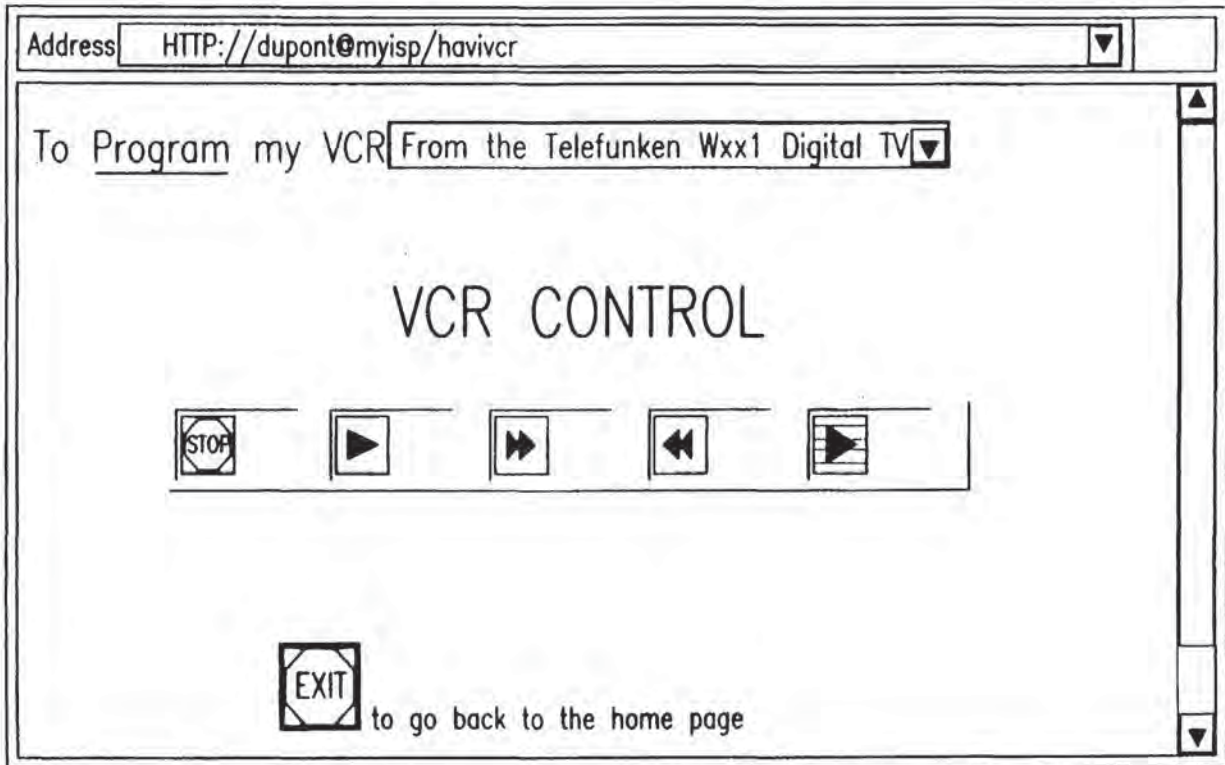 Address HTTP://dupont@myisp/havivcr
To Program my VCR From the Telefunken Wxx1 Digital TV
VCR CONTROL
STOP
EXIT
to go back to the home page